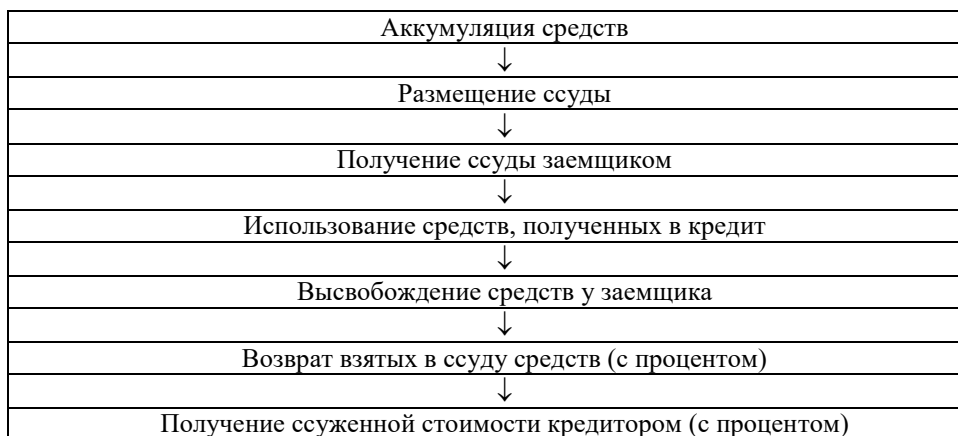 Аккумуляция средств
↓
Размещение ссуды
↓
Получение ссуды заемщиком
↓
Использование средств, полученных в кредит
↓
Высвобождение средств у заемщика
↓
Возврат взятых в ссуду средств (с процентом)
↓
Получение ссуженной стоимости кредитором (с процентом)